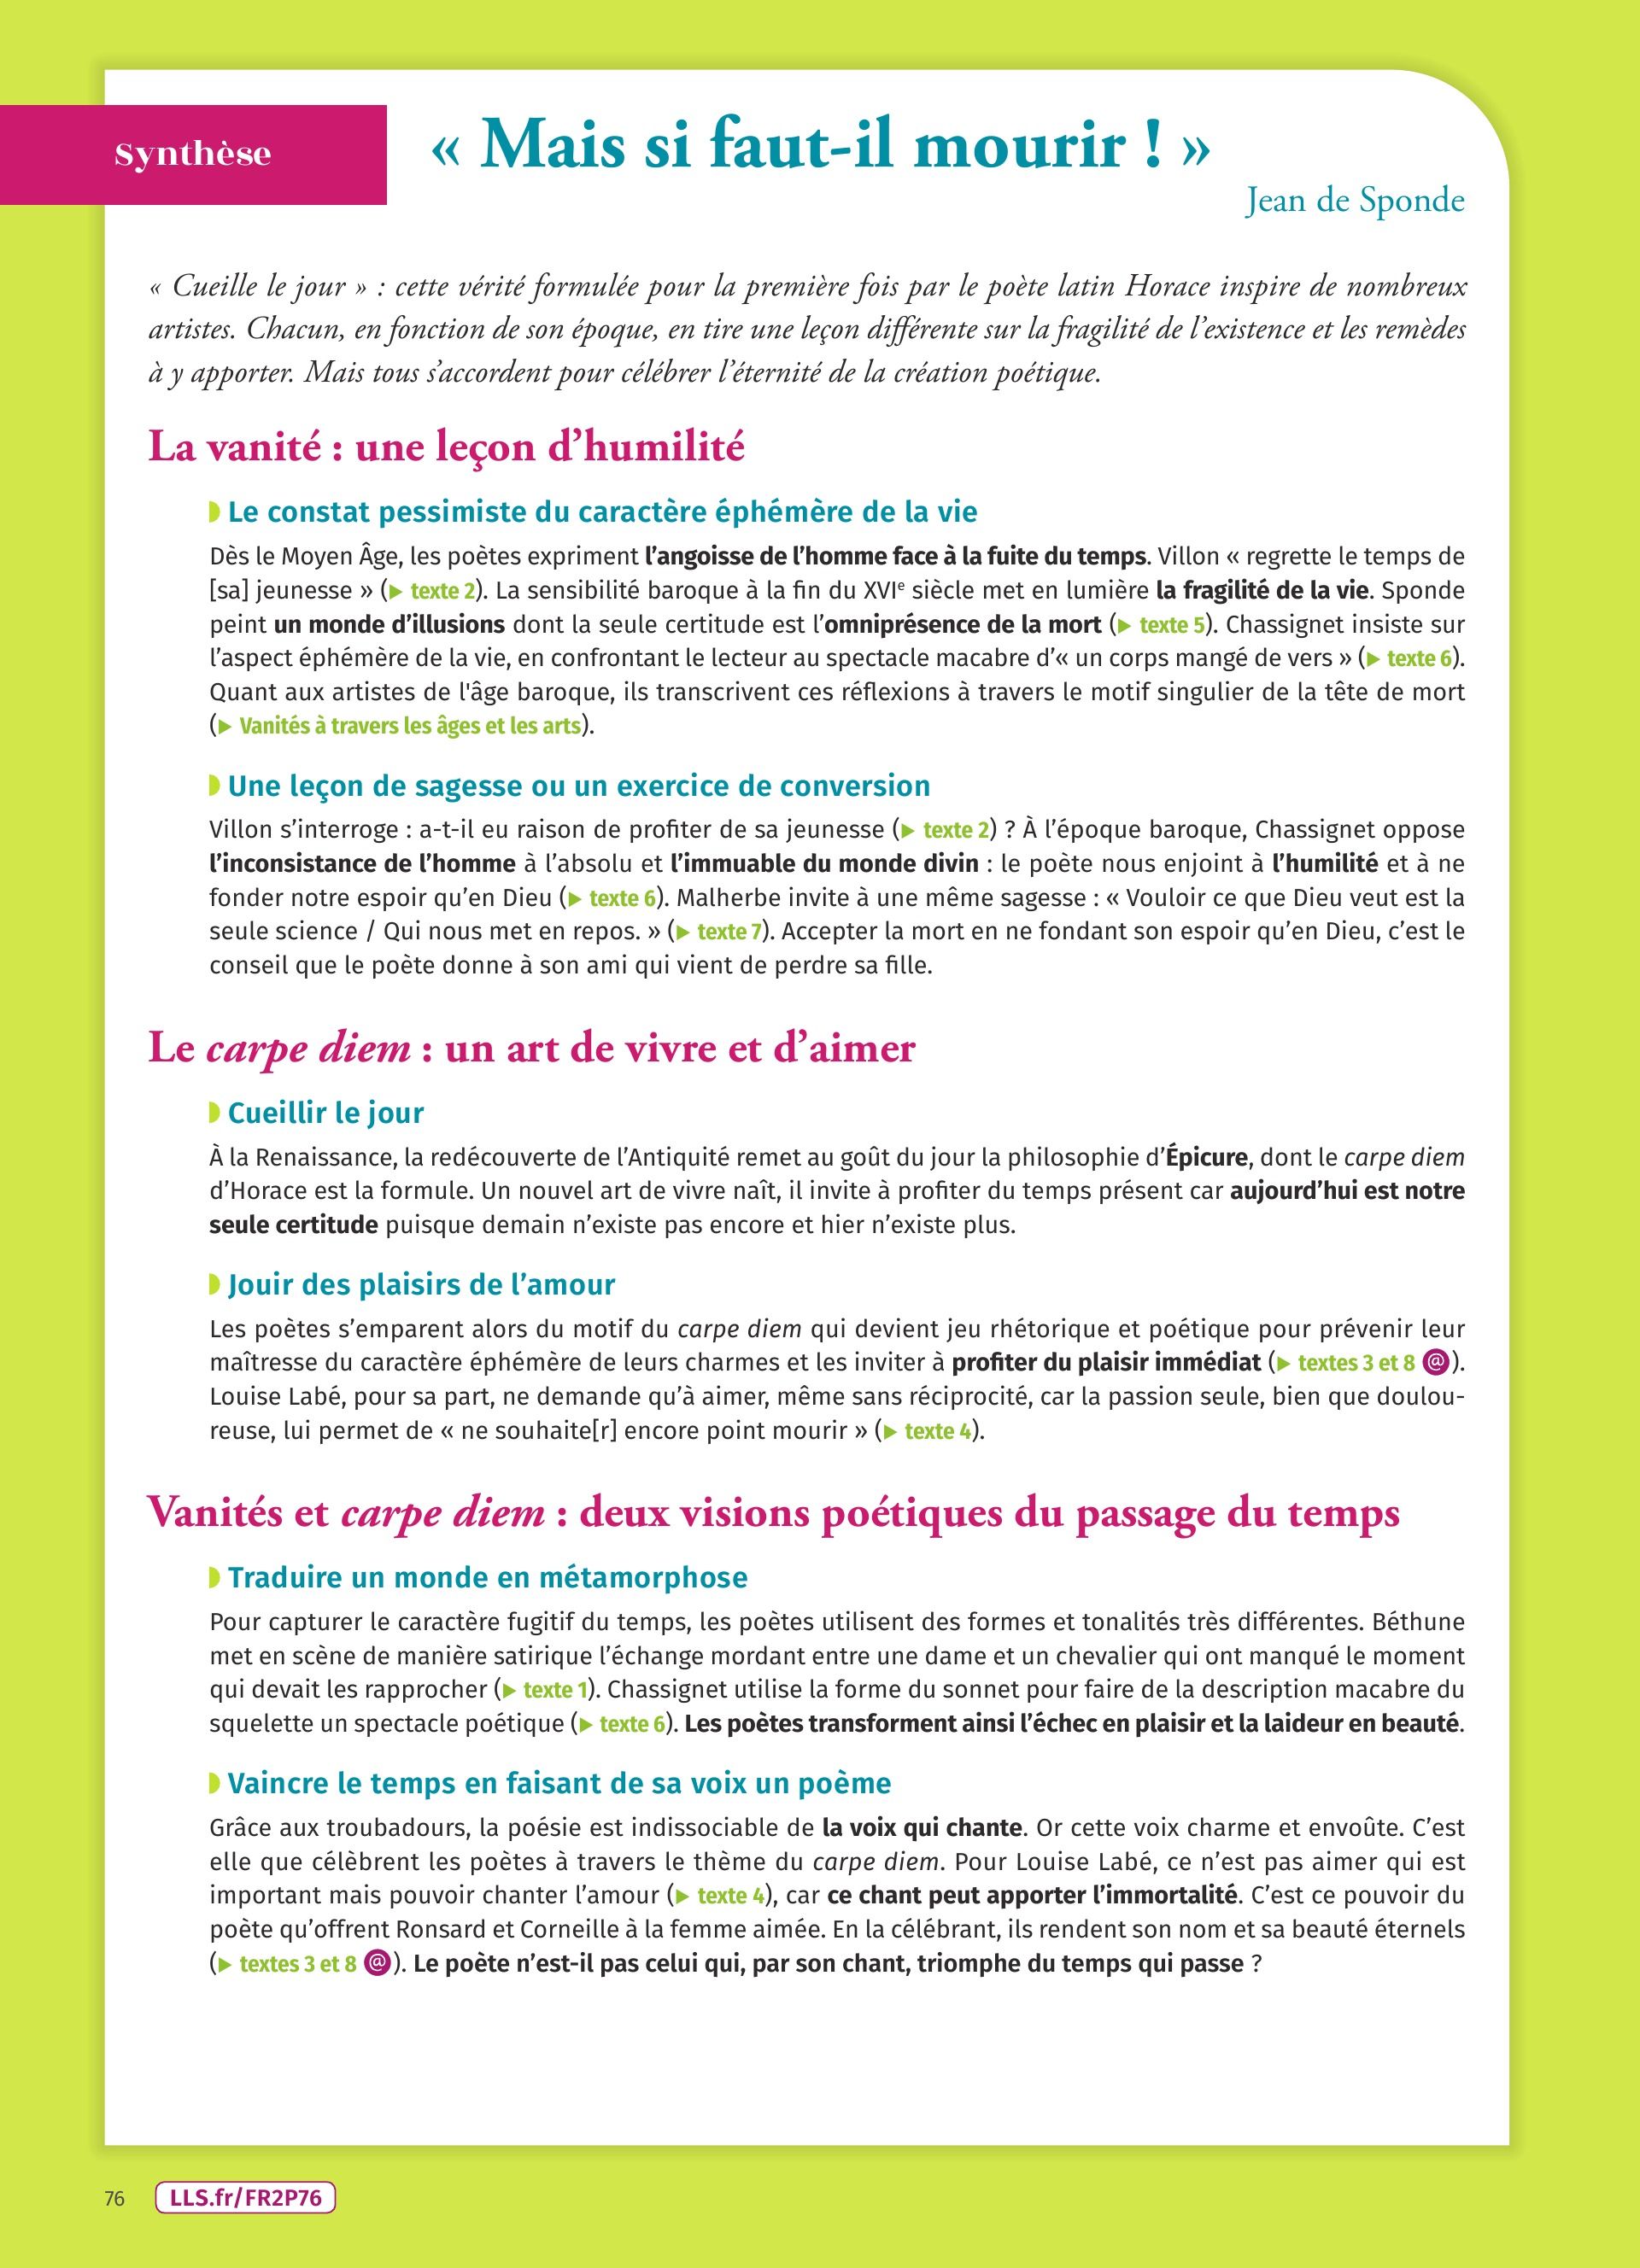 Synthèse
« Mais si faut-il mourir ! »
Jean de Sponde
« Cueille le jour » : cette vérité formulée pour la première fois par le poète latin Horace inspire de nombreux
artistes. Chacun, en fonction de son époque, en tire une leçon différente sur la fragilité de l’existence et les remèdes
à y apporter. Mais tous s’accordent pour célébrer l’éternité de la création poétique.
La vanité : une leçon d’humilité
Le constat pessimiste du caractère éphémère de la vie
Dès le Moyen Âge, les poètes expriment l’angoisse de l’homme face à la fuite du temps. Villon « regrette le temps de
[sa] jeunesse » (▶ texte 2). La sensibilité baroque à la fin du XVIe siècle met en lumière la fragilité de la vie. Sponde
peint un monde d’illusions dont la seule certitude est l’omniprésence de la mort (▶ texte 5). Chassignet insiste sur
l’aspect éphémère de la vie, en confrontant le lecteur au spectacle macabre d’« un corps mangé de vers » (▶ texte 6).
Quant aux artistes de l'âge baroque, ils transcrivent ces réflexions à travers le motif singulier de la tête de mort
(▶ Vanités à travers les âges et les arts).
Une leçon de sagesse ou un exercice de conversion
Villon s’interroge : a-t-il eu raison de profiter de sa jeunesse (▶ texte 2) ? À l’époque baroque, Chassignet oppose
l’inconsistance de l’homme à l’absolu et l’immuable du monde divin : le poète nous enjoint à l’humilité et à ne
fonder notre espoir qu’en Dieu (▶ texte 6). Malherbe invite à une même sagesse : « Vouloir ce que Dieu veut est la
seule science / Qui nous met en repos. » (▶ texte 7). Accepter la mort en ne fondant son espoir qu’en Dieu, c’est le
conseil que le poète donne à son ami qui vient de perdre sa fille.
Le carpe diem : un art de vivre et d’aimer
Cueillir le jour
À la Renaissance, la redécouverte de l’Antiquité remet au goût du jour la philosophie d’Épicure, dont le carpe diem
d’Horace est la formule. Un nouvel art de vivre naît, il invite à profiter du temps présent car aujourd’hui est notre
seule certitude puisque demain n’existe pas encore et hier n’existe plus.
Jouir des plaisirs de l’amour
Les poètes s’emparent alors du motif du carpe diem qui devient jeu rhétorique et poétique pour prévenir leur
maîtresse du caractère éphémère de leurs charmes et les inviter à profiter du plaisir immédiat (▶ textes 3 et 8 @).
Louise Labé, pour sa part, ne demande qu’à aimer, même sans réciprocité, car la passion seule, bien que doulou-
reuse, lui permet de « ne souhaite[r] encore point mourir » (▶ texte 4).
Vanités et carpe diem : deux visions poétiques du passage du temps
Traduire un monde en métamorphose
Pour capturer le caractère fugitif du temps, les poètes utilisent des formes et tonalités très différentes. Béthune
met en scène de manière satirique l’échange mordant entre une dame et un chevalier qui ont manqué le moment
qui devait les rapprocher (▶ texte 1). Chassignet utilise la forme du sonnet pour faire de la description macabre du
squelette un spectacle poétique (▶ texte 6). Les poètes transforment ainsi l’échec en plaisir et la laideur en beauté.
Vaincre le temps en faisant de sa voix un poème
Grâce aux troubadours, la poésie est indissociable de la voix qui chante. Or cette voix charme et envoûte. C’est
elle que célèbrent les poètes à travers le thème du carpe diem. Pour Louise Labé, ce n’est pas aimer qui est
important mais pouvoir chanter l’amour (▶ texte 4), car ce chant peut apporter l’immortalité. C’est ce pouvoir du
poète qu’offrent Ronsard et Corneille à la femme aimée. En la célébrant, ils rendent son nom et sa beauté éternels
(▶ textes 3 et 8 @). Le poète n’est-il pas celui qui, par son chant, triomphe du temps qui passe ?
76
LLS.fr/FR2P76